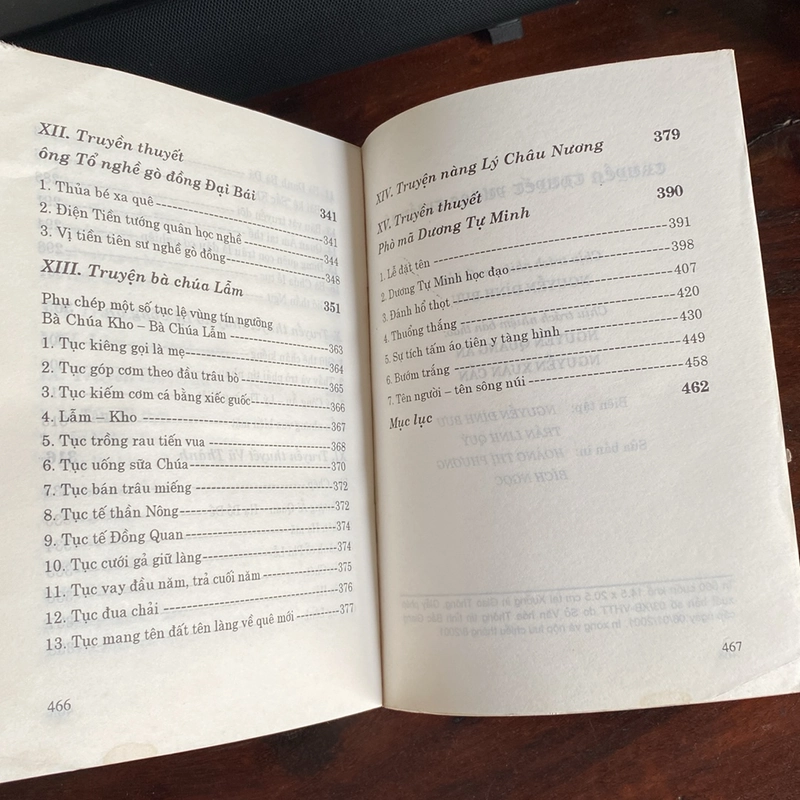 XII. Truyền thuyết
ông Tổ nghề gò đồng Đại Bái 341
1. Thủa bé xa quê 341
2. Điện Tiền tướng quân học nghề 344
3. Vị tiền tiên sư nghề gò đồng 348
XIII. Truyện bà chúa Lẫm 351
Phụ chép một số tục lệ vùng tín ngưỡng
Bà Chúa Kho – Bà Chúa Lẫm 363
1. Tục kiêng gọi là mẹ 364
2. Tục góp cơm theo đầu trâu bò 365
3. Tục kiếm cơm cá bằng xiếc guốc 366
4. Lẫm – Kho 367
5. Tục trồng rau tiến vua 368
6. Tục uống sữa Chúa 370
7. Tục bán trâu miếng 372
8. Tục tế thần Nông 372
9. Tục tế Đồng Quan 374
10. Tục cưới gả giữ làng 374
11. Tục vay đầu năm, trả cuối năm 375
12. Tục đua chải 376
13. Tục mang tên đất tên làng về quê mới 377
466
XIV. Truyện nàng Lý Châu Nương 379
XV. Truyền thuyết
Phò mã Dương Tự Minh 390
1. Lễ đặt tên 391
2. Dương Tự Minh học đạo 398
3. Đánh hổ thọt 407
4. Thuồng thắng 420
5. Sự tích tấm áo tiên y tàng hình 430
6. Bướm trắng 449
7. Tên người – tên sông núi 458
Mục lục 462
467